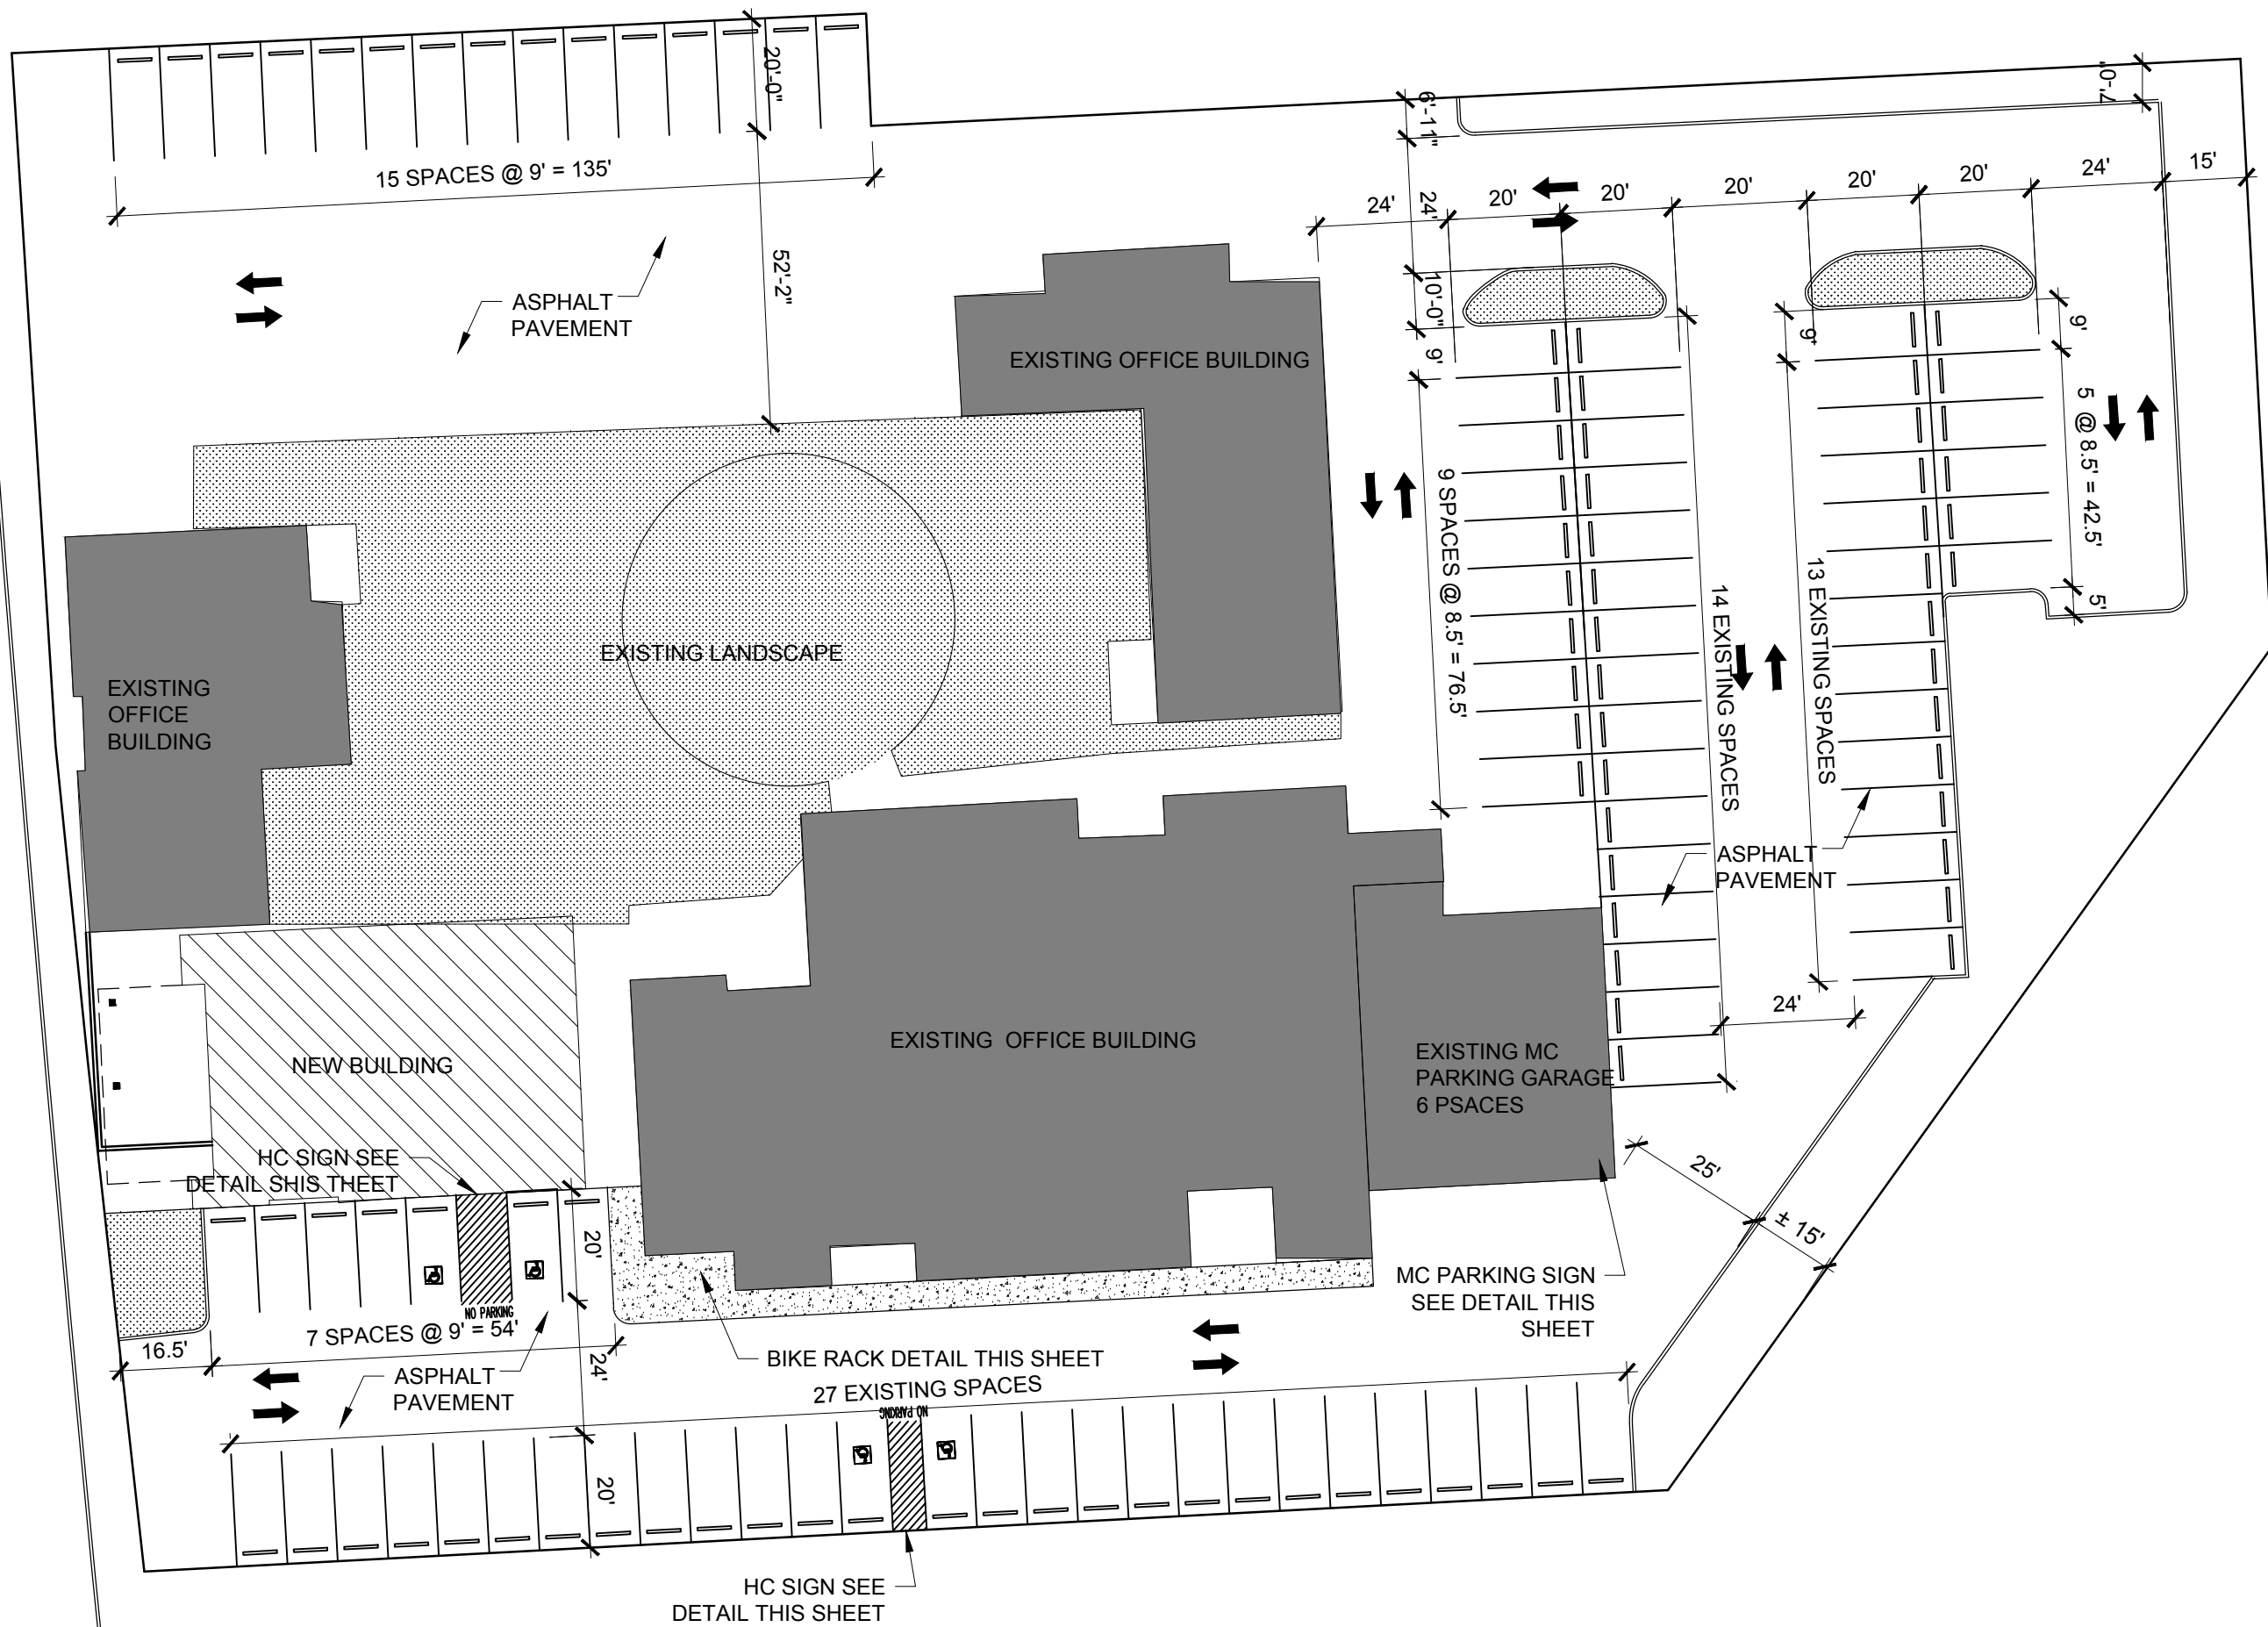 20'-0"
15 SPACES @ 9' = 135'
52'-2"
ASPHALT
PAVEMENT
6'-11"
7'-0"
24'
24'
20'
20'
20'
20'
20'
24'
15'
10'-0"
9'
9'
9'
EXISTING OFFICE BUILDING
9 SPACES @ 8.5' = 76.5'
14 EXISTING SPACES
13 EXISTING SPACES
5 @ 8.5' = 42.5'
5'
EXISTING LANDSCAPE
EXISTING
OFFICE
BUILDING
ASPHALT
PAVEMENT
24'
NEW BUILDING
EXISTING OFFICE BUILDING
EXISTING MC
PARKING GARAGE
6 PSACES
HC SIGN SEE
DETAIL SHIS THEET
25'
± 15'
20'
NO PARKING
7 SPACES @ 9' = 54'
16.5'
24'
ASPHALT
PAVEMENT
BIKE RACK DETAIL THIS SHEET
MC PARKING SIGN
SEE DETAIL THIS
SHEET
27 EXISTING SPACES
NO PARKING
20'
HC SIGN SEE
DETAIL THIS SHEET